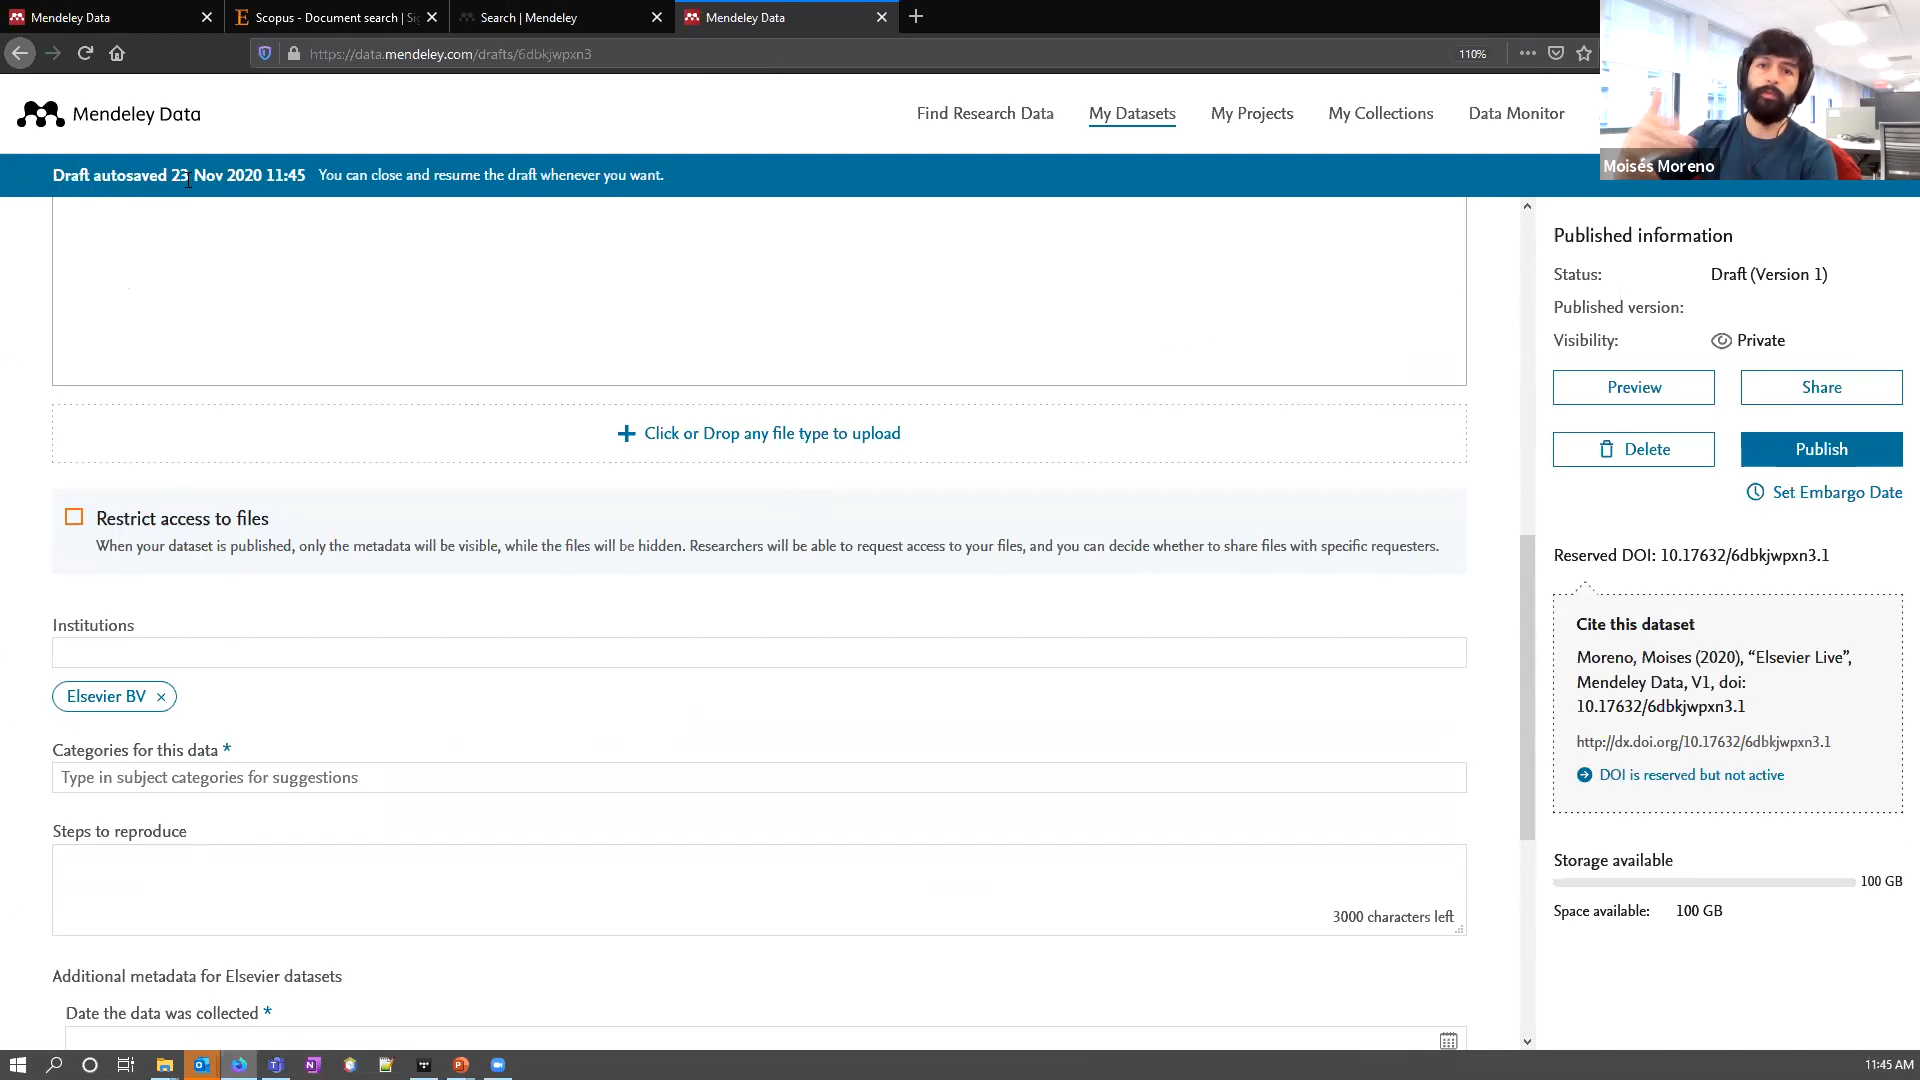 Mendeley Data
Scopus - Document search | Si
Search | Mendeley
Mendeley Data
https://data.mendeley.com/drafts/6dbkjwpxn3
110%
Mendeley Data
Find Research Data
My Datasets
My Projects
My Collections
Data Monitor
Moisés Moreno
Draft autosaved 23 Nov 2020 11:45 You can close and resume the draft whenever you want.
Click or Drop any file type to upload
Restrict access to files
When your dataset is published, only the metadata will be visible, while the files will be hidden. Researchers will be able to request access to your files, and you can decide whether to share files with specific requesters.
Institutions
Elsevier BV ×
Categories for this data *
Type in subject categories for suggestions
Steps to reproduce
3000 characters left
Additional metadata for Elsevier datasets
Date the data was collected *
Published information
Status: Draft (Version 1)
Published version:
Visibility: Private
Preview Share
Delete Publish
Set Embargo Date
Reserved DOI: 10.17632/6dbkjwpxn3.1
Cite this dataset
Moreno, Moises (2020), “Elsevier Live”,
Mendeley Data, V1, doi:
10.17632/6dbkjwpxn3.1
http://dx.doi.org/10.17632/6dbkjwpxn3.1
DOI is reserved but not active
Storage available
100 GB
Space available: 100 GB
11:45 AM